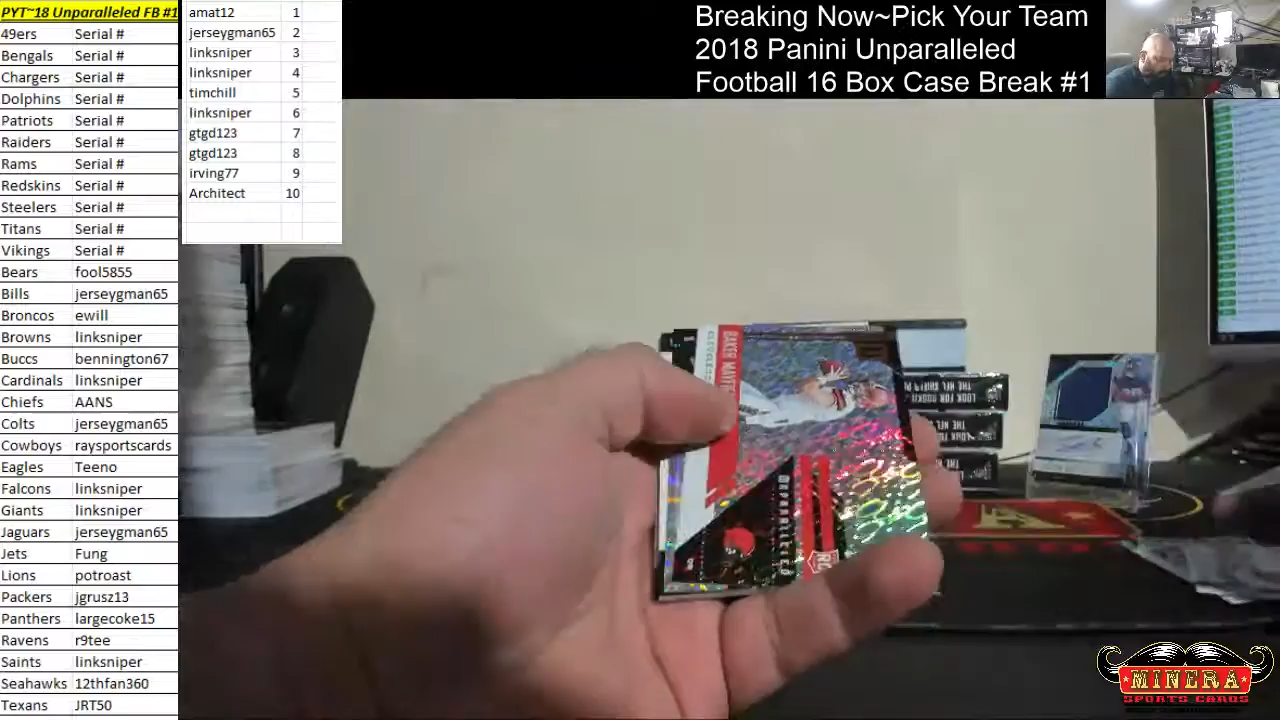 PYT~18 Unparalleled FB #1
49ers Serial #
Bengals Serial #
Chargers Serial #
Dolphins Serial #
Patriots Serial #
Raiders Serial #
Rams Serial #
Redskins Serial #
Steelers Serial #
Titans Serial #
Vikings Serial #
Bears fool5855
Bills jerseygman65
Broncos ewill
Browns linksniper
Buccs bennington67
Cardinals linksniper
Chiefs AANS
Colts jerseygman65
Cowboys raysportscards
Eagles Teeno
Falcons linksniper
Giants linksniper
Jaguars jerseygman65
Jets Fung
Lions potroast
Packers jgrusz13
Panthers largecoke15
Ravens r9tee
Saints linksniper
Seahawks 12thfan360
Texans JRT50
amat12 1
jerseygman65 2
linksniper 3
linksniper 4
timchill 5
linksniper 6
gtgd123 7
gtgd123 8
irving77 9
Architect 10
Breaking Now~Pick Your Team
2018 Panini Unparalleled
Football 16 Box Case Break #1
BAKER
UNPARALLELED
LOOK FOR ROOKIE
THE NFL
MINERA
SPORTS CARDS